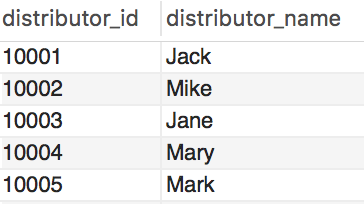 distributor_id distributor_name
10001 Jack
10002 Mike
10003 Jane
10004 Mary
10005 Mark